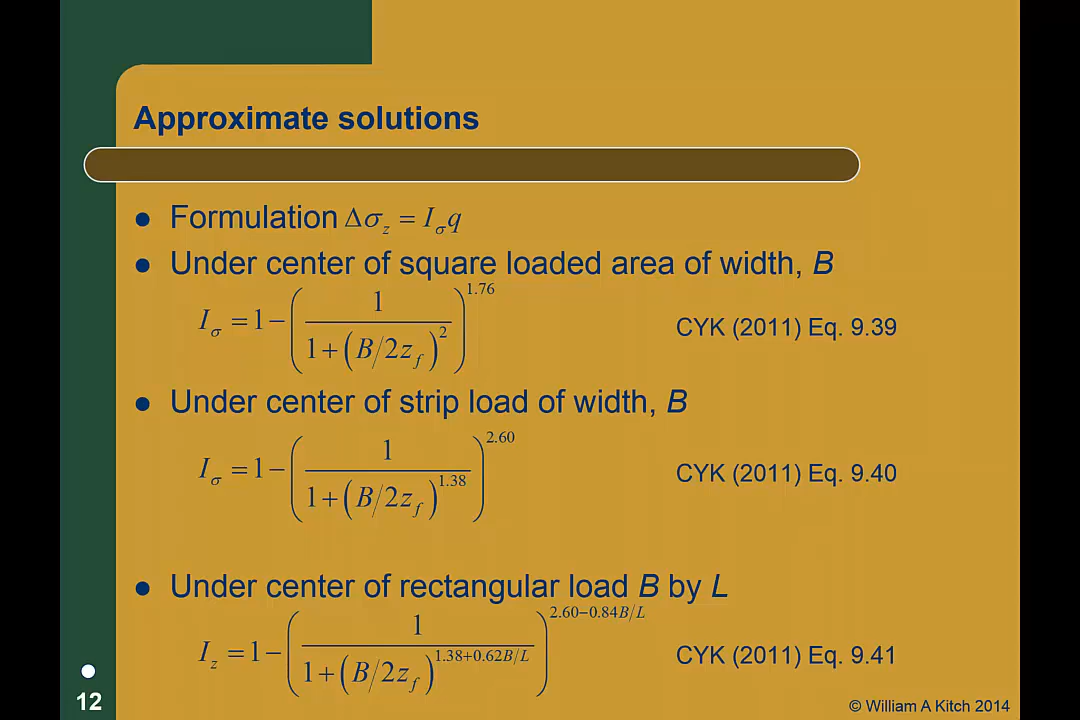 Approximate solutions
● Formulation Δσ_z = I_σ q
● Under center of square loaded area of width, B
I_σ = 1 − (1 / (1 + (B/2z_f)^2))^1.76 CYK (2011) Eq. 9.39
● Under center of strip load of width, B
I_σ = 1 − (1 / (1 + (B/2z_f)^1.38))^2.60 CYK (2011) Eq. 9.40
● Under center of rectangular load B by L
I_z = 1 − (1 / (1 + (B/2z_f)^(1.38+0.62B/L)))^(2.60−0.84B/L) CYK (2011) Eq. 9.41
12
© William A Kitch 2014